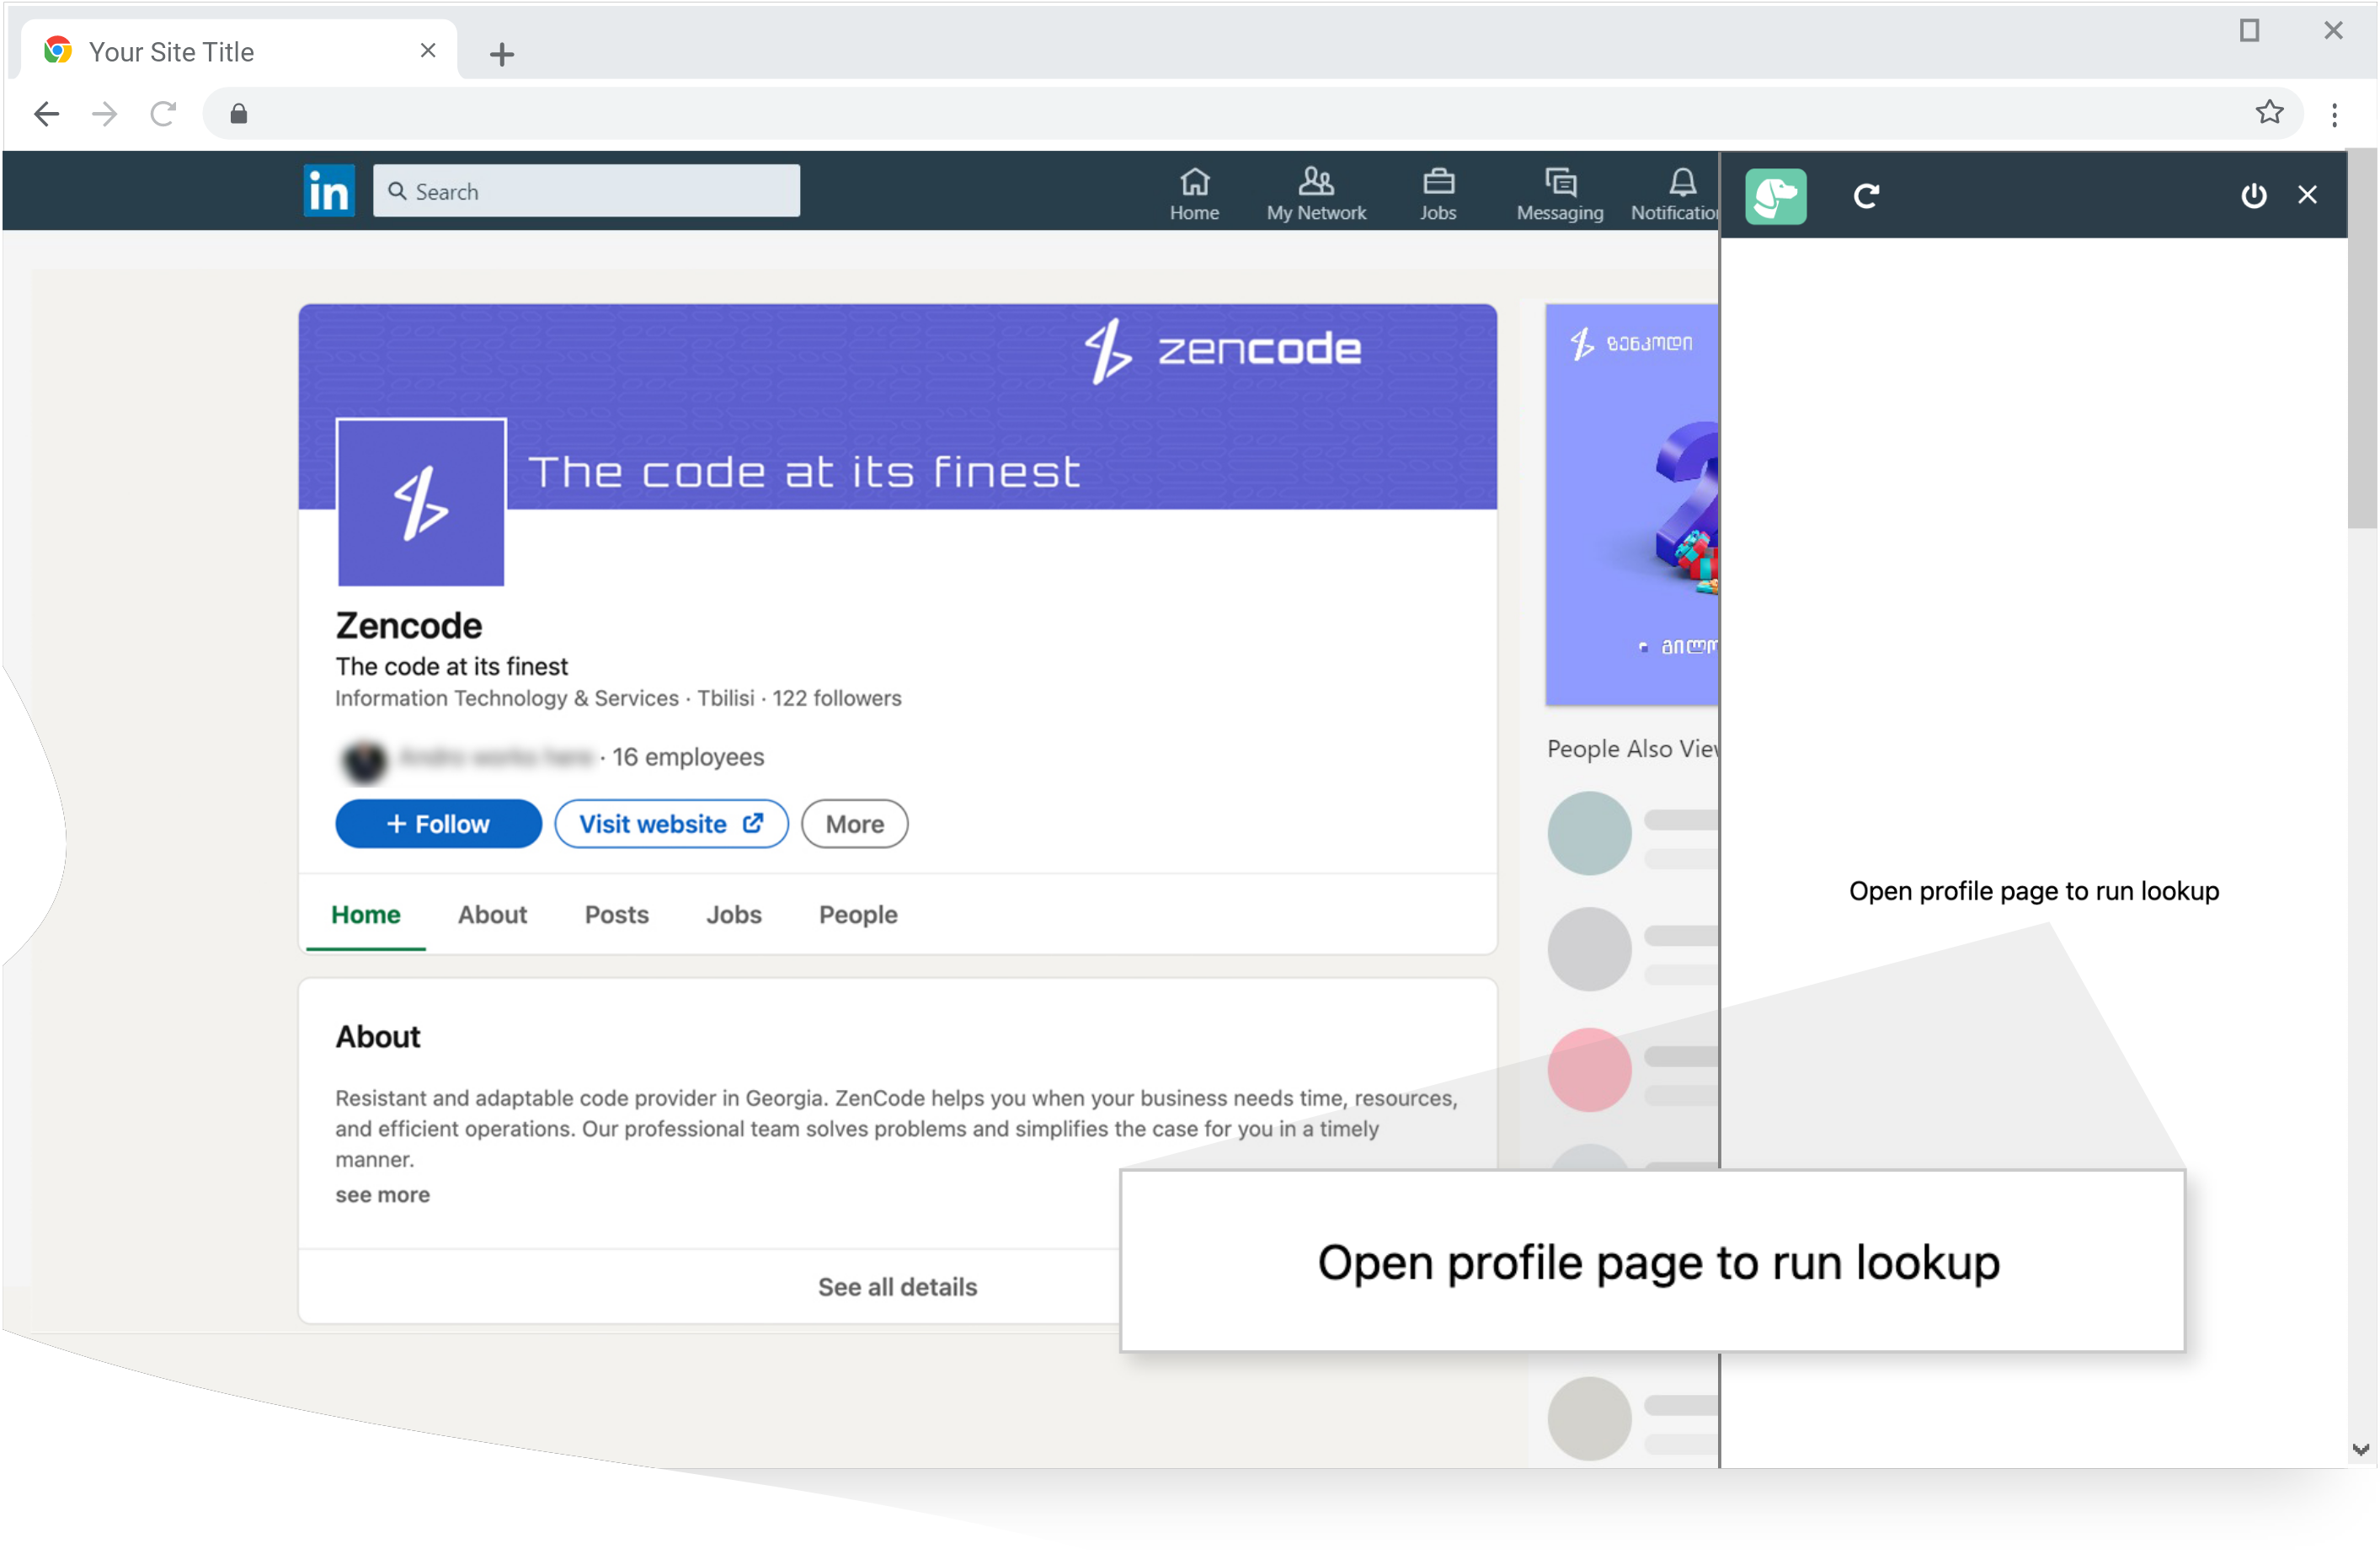 Your Site Title
in
Search
Home
My Network
Jobs
Messaging
Notificatio
zencode
The code at its finest
ზენკოდი
Zencode
The code at its finest
Information Technology & Services · Tbilisi · 122 followers
· 16 employees
+ Follow
Visit website
More
People Also Vie
Home
About
Posts
Jobs
People
Open profile page to run lookup
About
Resistant and adaptable code provider in Georgia. ZenCode helps you when your business needs time, resources,
and efficient operations. Our professional team solves problems and simplifies the case for you in a timely
manner.
see more
See all details
Open profile page to run lookup